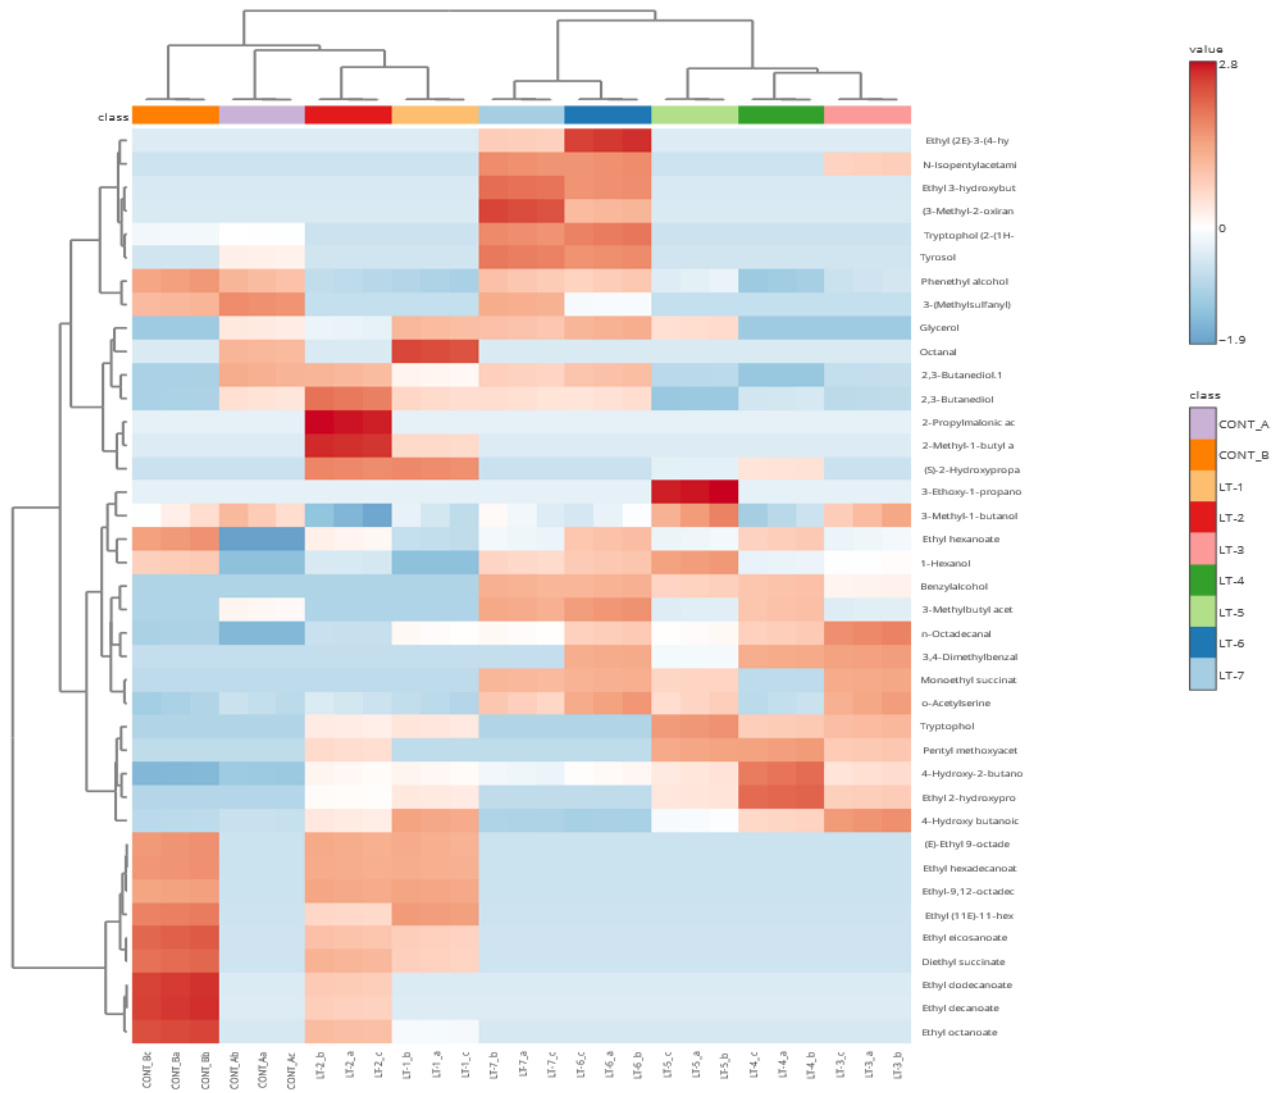 value
2.8
0
−1.9
class
Ethyl (2E)-3-(4-hy
N-Isopentylacetami
Ethyl 3-hydroxybut
(3-Methyl-2-oxiran
Tryptophol (2-(1H-
Tyrosol
Phenethyl alcohol
3-(Methylsulfanyl)
Glycerol
Octanal
2,3-Butanediol.1
2,3-Butanediol
2-Propylmalonic ac
2-Methyl-1-butyl a
(S)-2-Hydroxypropa
3-Ethoxy-1-propano
3-Methyl-1-butanol
Ethyl hexanoate
1-Hexanol
Benzylalcohol
3-Methylbutyl acet
n-Octadecanal
3,4-Dimethylbenzal
Monoethyl succinat
o-Acetylserine
Tryptophol
Pentyl methoxyacet
4-Hydroxy-2-butano
Ethyl 2-hydroxypro
4-Hydroxy butanoic
(E)-Ethyl 9-octade
Ethyl hexadecanoat
Ethyl-9,12-octadec
Ethyl (11E)-11-hex
Ethyl eicosanoate
Diethyl succinate
Ethyl dodecanoate
Ethyl decanoate
Ethyl octanoate
class
CONT_A
CONT_B
LT-1
LT-2
LT-3
LT-4
LT-5
LT-6
LT-7
CONT_Bc
CONT_Ba
CONT_Bb
CONT_Ab
CONT_Aa
CONT_Ac
LT-2_b
LT-2_a
LT-2_c
LT-1_b
LT-1_a
LT-1_c
LT-7_b
LT-7_a
LT-7_c
LT-6_c
LT-6_a
LT-6_b
LT-5_c
LT-5_a
LT-5_b
LT-4_c
LT-4_a
LT-4_b
LT-3_c
LT-3_a
LT-3_b